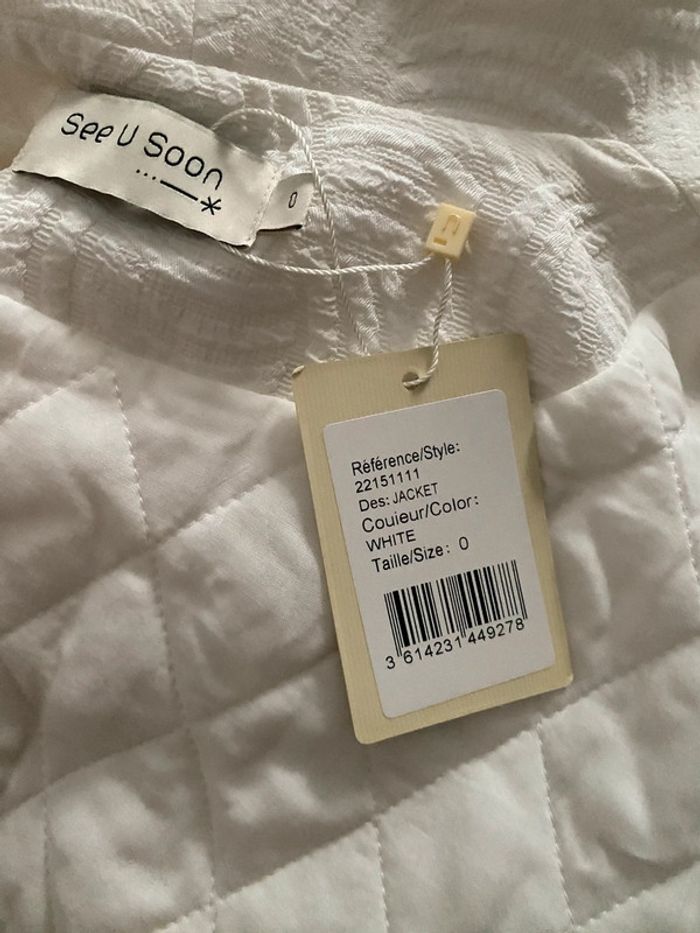 See U Soon
0
Référence/Style:
22151111
Des: JACKET
Couieur/Color:
WHITE
Taille/Size: 0
3 614231 449278